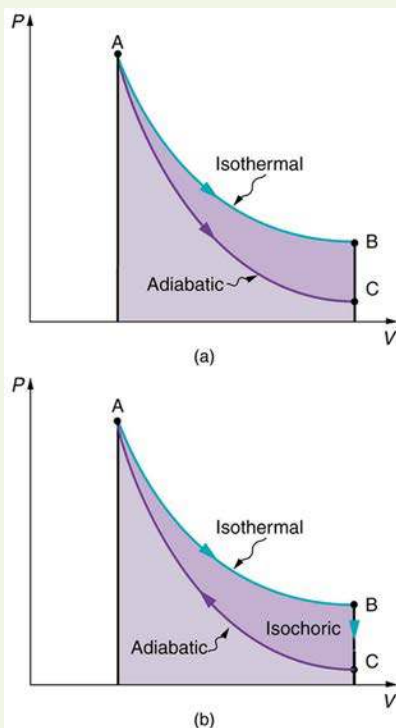 P
A
Isothermal
B
Adiabatic
C
V
(a)
P
A
Isothermal
B
Isochoric
Adiabatic
C
V
(b)